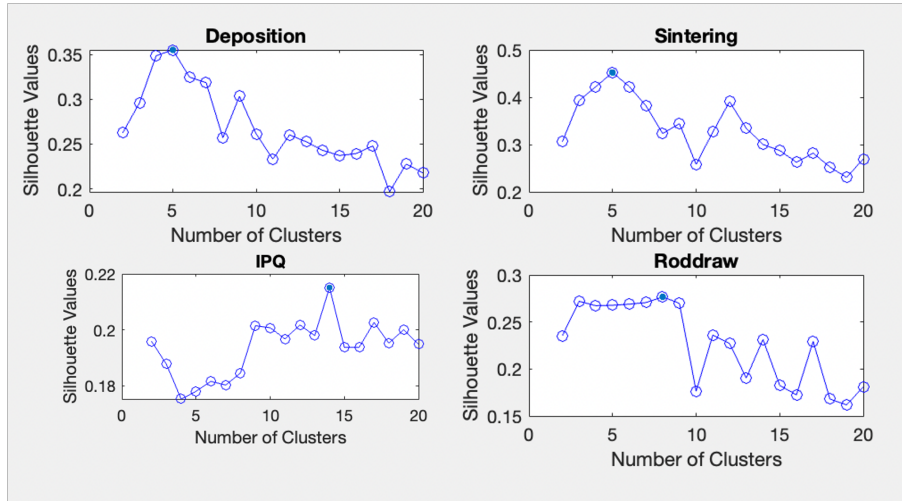 Deposition
Silhouette Values
0.35
0.3
0.25
0.2
0 5 10 15 20
Number of Clusters
Sintering
Silhouette Values
0.5
0.4
0.3
0.2
0 5 10 15 20
Number of Clusters
IPQ
Silhouette Values
0.22
0.2
0.18
0 5 10 15 20
Number of Clusters
Roddraw
Silhouette Values
0.3
0.25
0.2
0.15
0 5 10 15 20
Number of Clusters